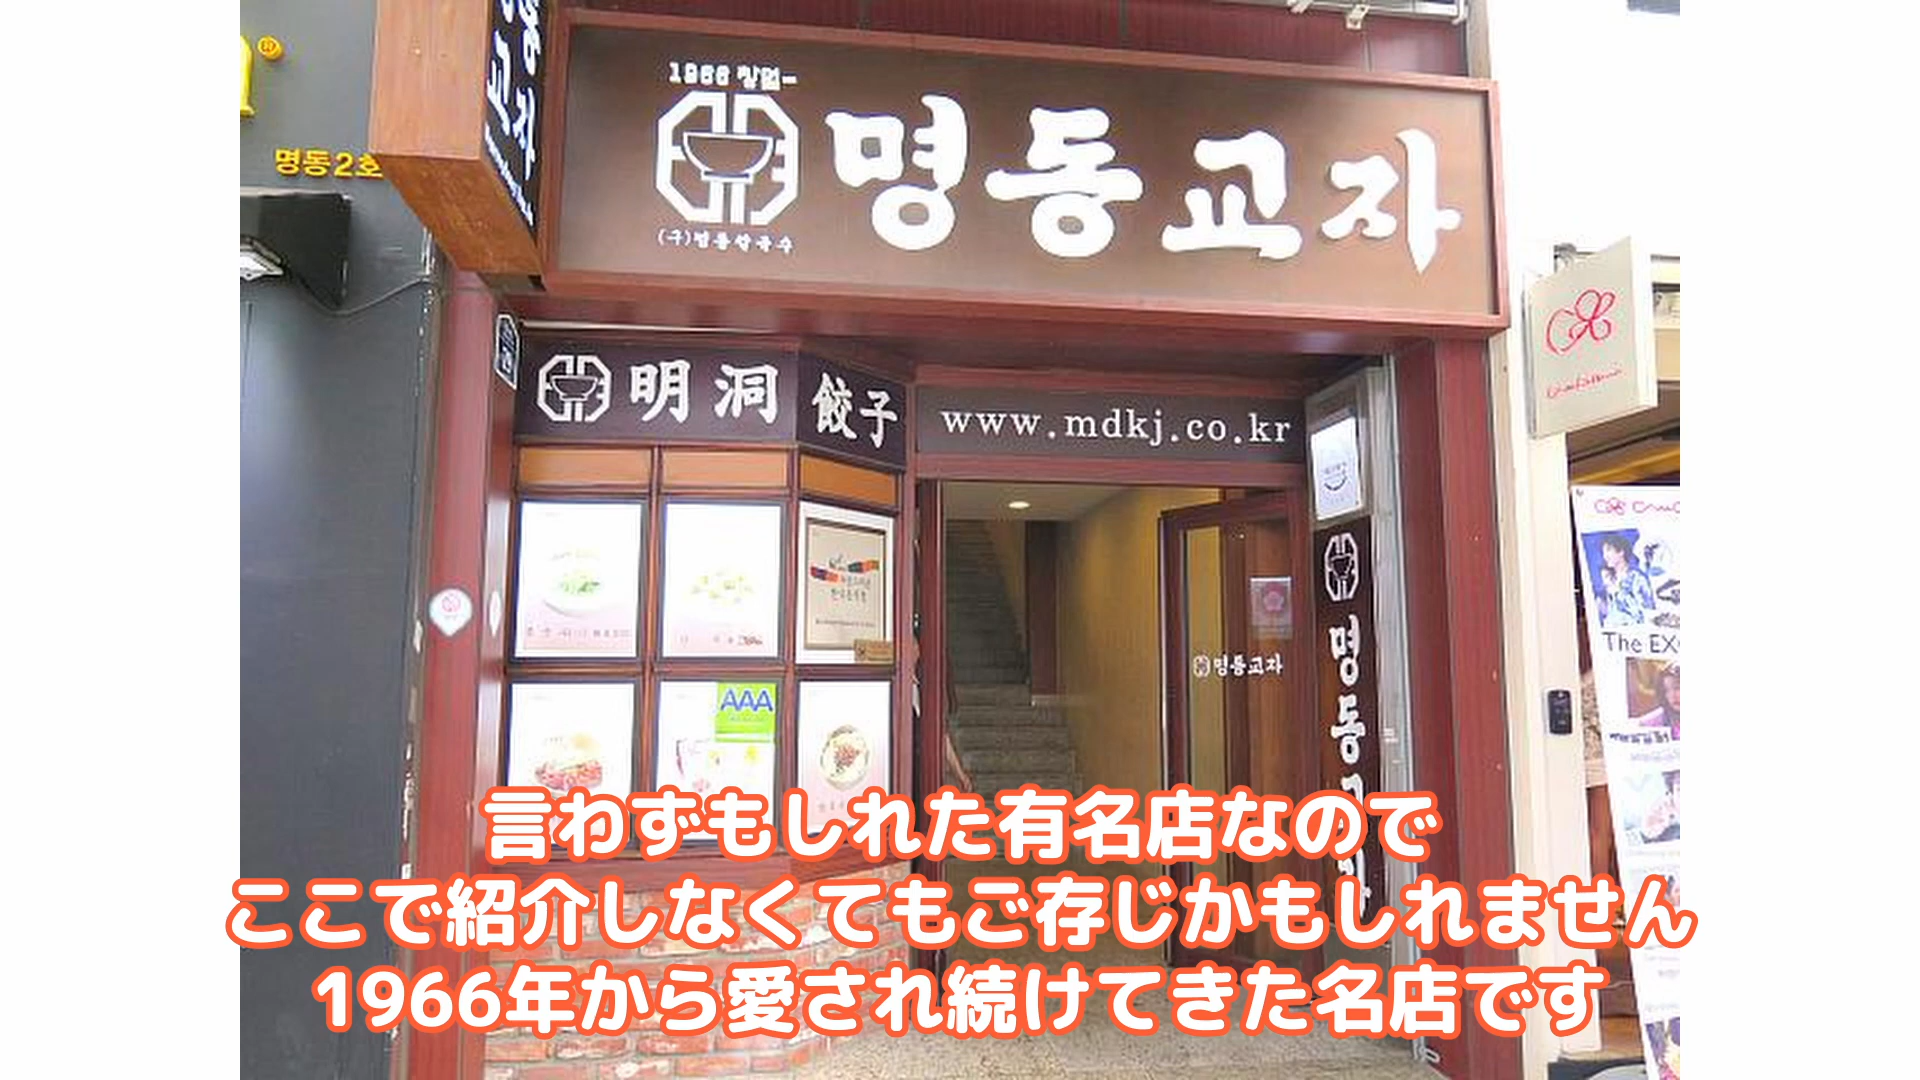 1966 창업
명동교자
(구)명동칼국수
명동2호
明洞 餃子
www.mdkj.co.kr
AAA
명동교자
명동교자
The EX
言わずもしれた有名店なので
ここで紹介しなくてもご存じかもしれません
1966年から愛され続けてきた名店です